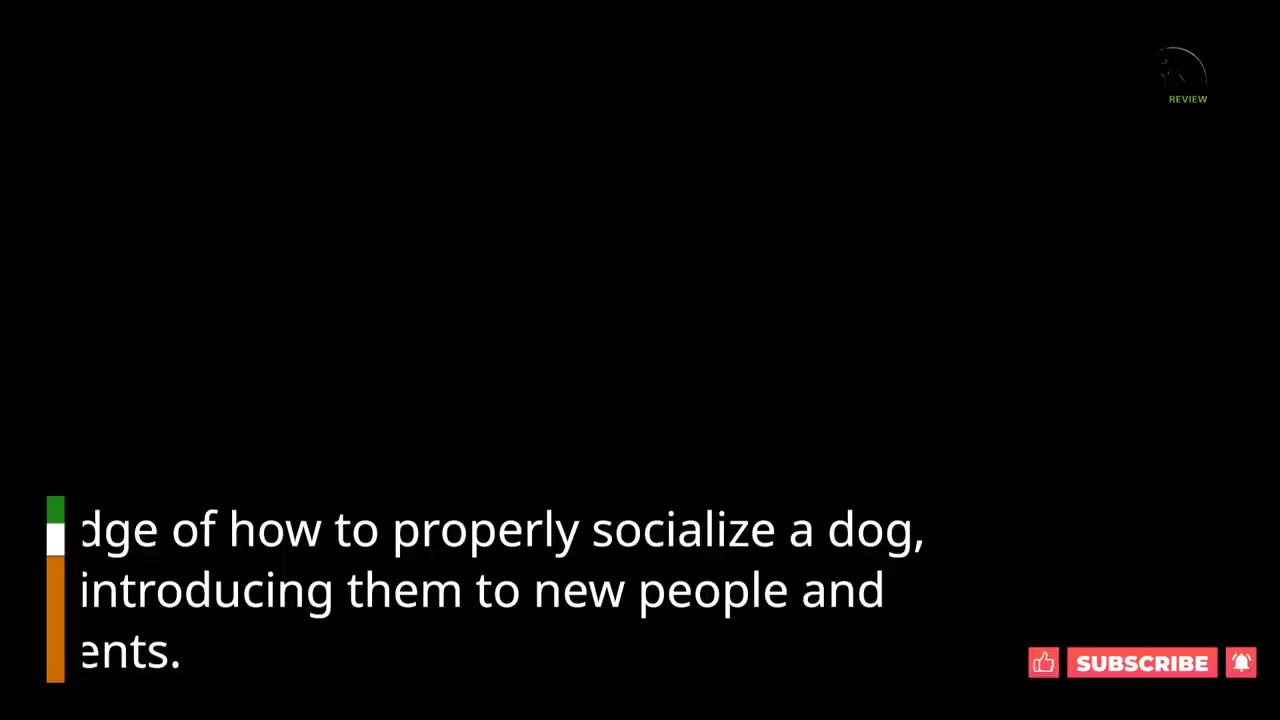 REVIEW
dge of how to properly socialize a dog,
introducing them to new people and
ents.
SUBSCRIBE